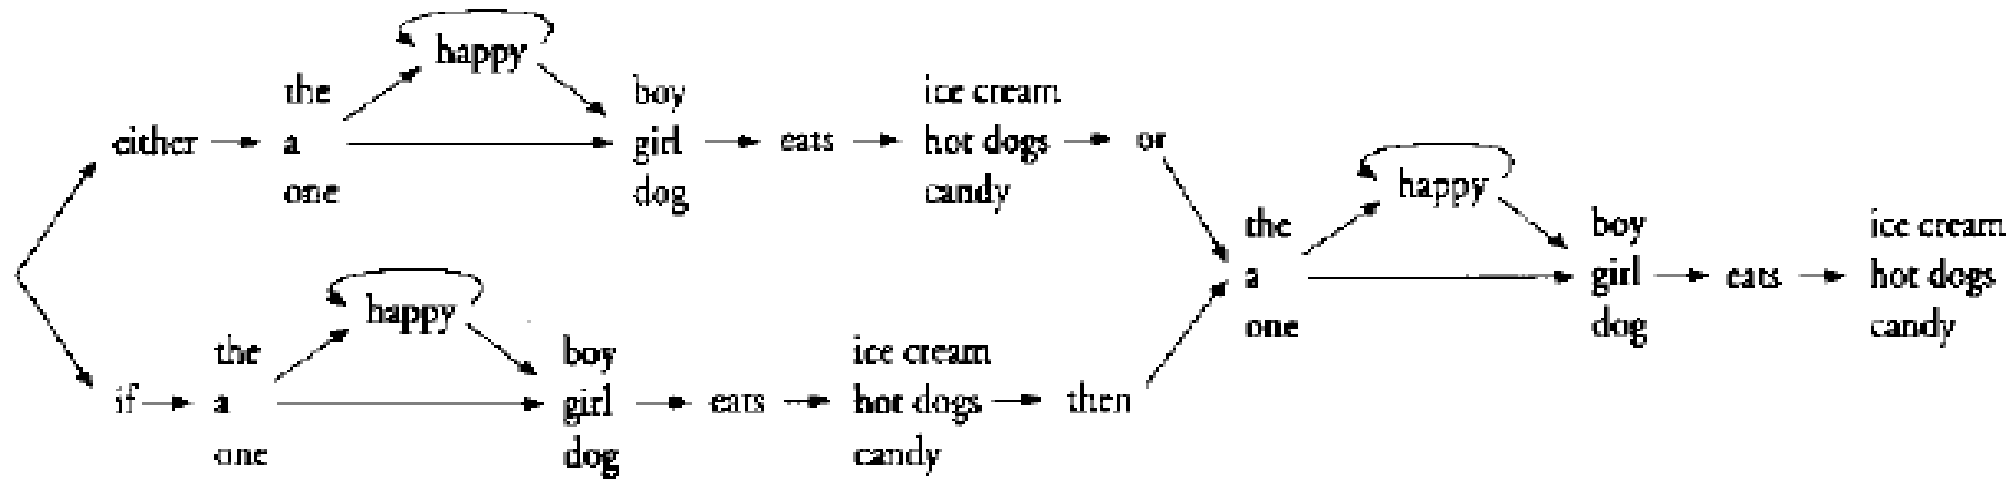 happy
the boy ice cream
either a girl eats hot dogs or
one dog candy
happy
the boy ice cream
a girl eats hot dogs
one dog candy
happy
the boy ice cream
if a girl eats hot dogs then
one dog candy